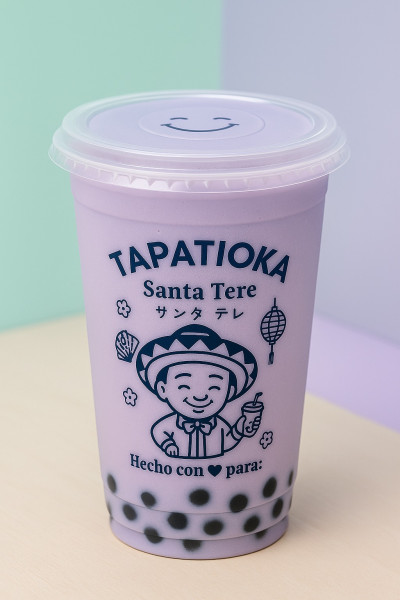 TAPATIOKA
Santa Tere
サンタ テレ
Hecho con ♥ para: